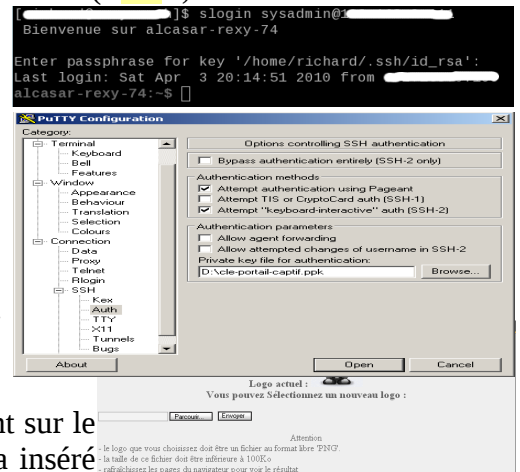 ]$ slogin sysadmin@
Bienvenue sur alcasar-rexy-74
Enter passphrase for key '/home/richard/.ssh/id_rsa':
Last login: Sat Apr  3 20:14:51 2010 from
alcasar-rexy-74:~$
PuTTY Configuration
Category:
Terminal
Keyboard
Bell
Features
Window
Appearance
Behaviour
Translation
Selection
Colours
Connection
Data
Proxy
Telnet
Rlogin
SSH
Kex
Auth
TTY
X11
Tunnels
Bugs
Options controlling SSH authentication
Bypass authentication entirely (SSH-2 only)
Authentication methods
Attempt authentication using Pageant
Attempt TIS or CryptoCard auth (SSH-1)
Attempt "keyboard-interactive" auth (SSH-2)
Authentication parameters
Allow agent forwarding
Allow attempted changes of username in SSH-2
Private key file for authentication:
D:\cle-portail-captif.ppk Browse...
About Open Cancel
Logo actuel :
Vous pouvez Sélectionnez un nouveau logo :
Parcourir... Envoyer
Attention
- le logo que vous choisissez doit être un fichier au format libre 'PNG'.
- la taille de ce fichier doit être inférieure à 100Ko
- rafraîchissez les pages du navigateur pour voir le résultat
nt sur le
a inséré